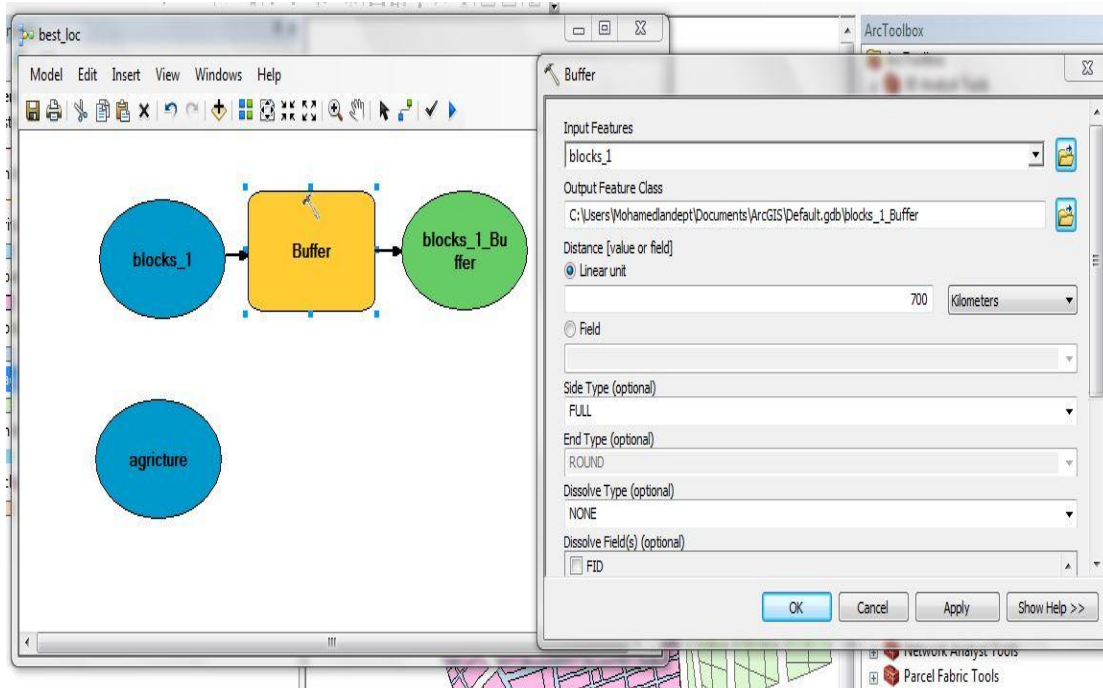 best_loc
Model Edit Insert View Windows Help
blocks_1
Buffer
blocks_1_Bu
ffer
agricture
Buffer
Input Features
blocks_1
Output Feature Class
C:\Users\Mohamedlandept\Documents\ArcGIS\Default.gdb\blocks_1_Buffer
Distance [value or field]
Linear unit
700 Kilometers
Field
Side Type (optional)
FULL
End Type (optional)
ROUND
Dissolve Type (optional)
NONE
Dissolve Field(s) (optional)
FID
OK Cancel Apply Show Help >>
ArcToolbox
Network Analyst Tools
Parcel Fabric Tools